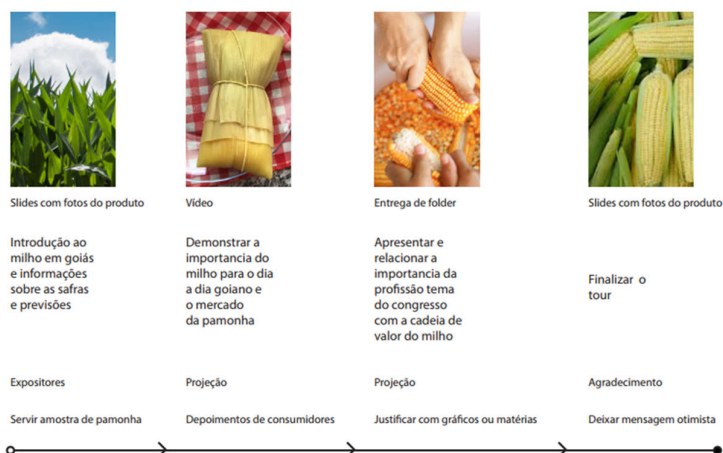 Slides com fotos do produto
Vídeo
Entrega de folder
Slides com fotos do produto
Introdução ao
milho em goiás
e informações
sobre as safras
e previsões
Demonstrar a
importancia do
milho para o dia
a dia goiano e
o mercado
da pamonha
Apresentar e
relacionar a
importancia da
profissão tema
do congresso
com a cadeia de
valor do milho
Finalizar o
tour
Expositores
Projeção
Projeção
Agradecimento
Servir amostra de pamonha
Depoimentos de consumidores
Justificar com gráficos ou matérias
Deixar mensagem otimista